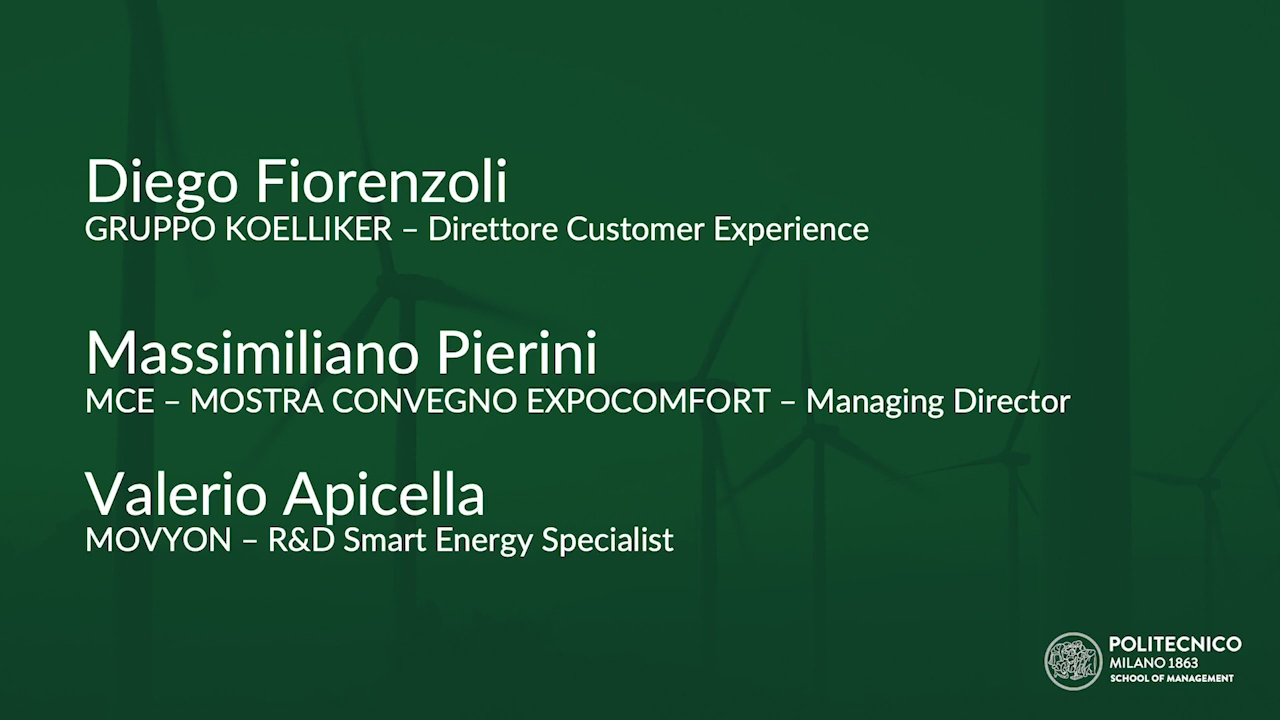 Diego Fiorenzoli
GRUPPO KOELLIKER – Direttore Customer Experience
Massimiliano Pierini
MCE – MOSTRA CONVEGNO EXPOCOMFORT – Managing Director
Valerio Apicella
MOVYON – R&D Smart Energy Specialist
POLITECNICO
MILANO 1863
SCHOOL OF MANAGEMENT